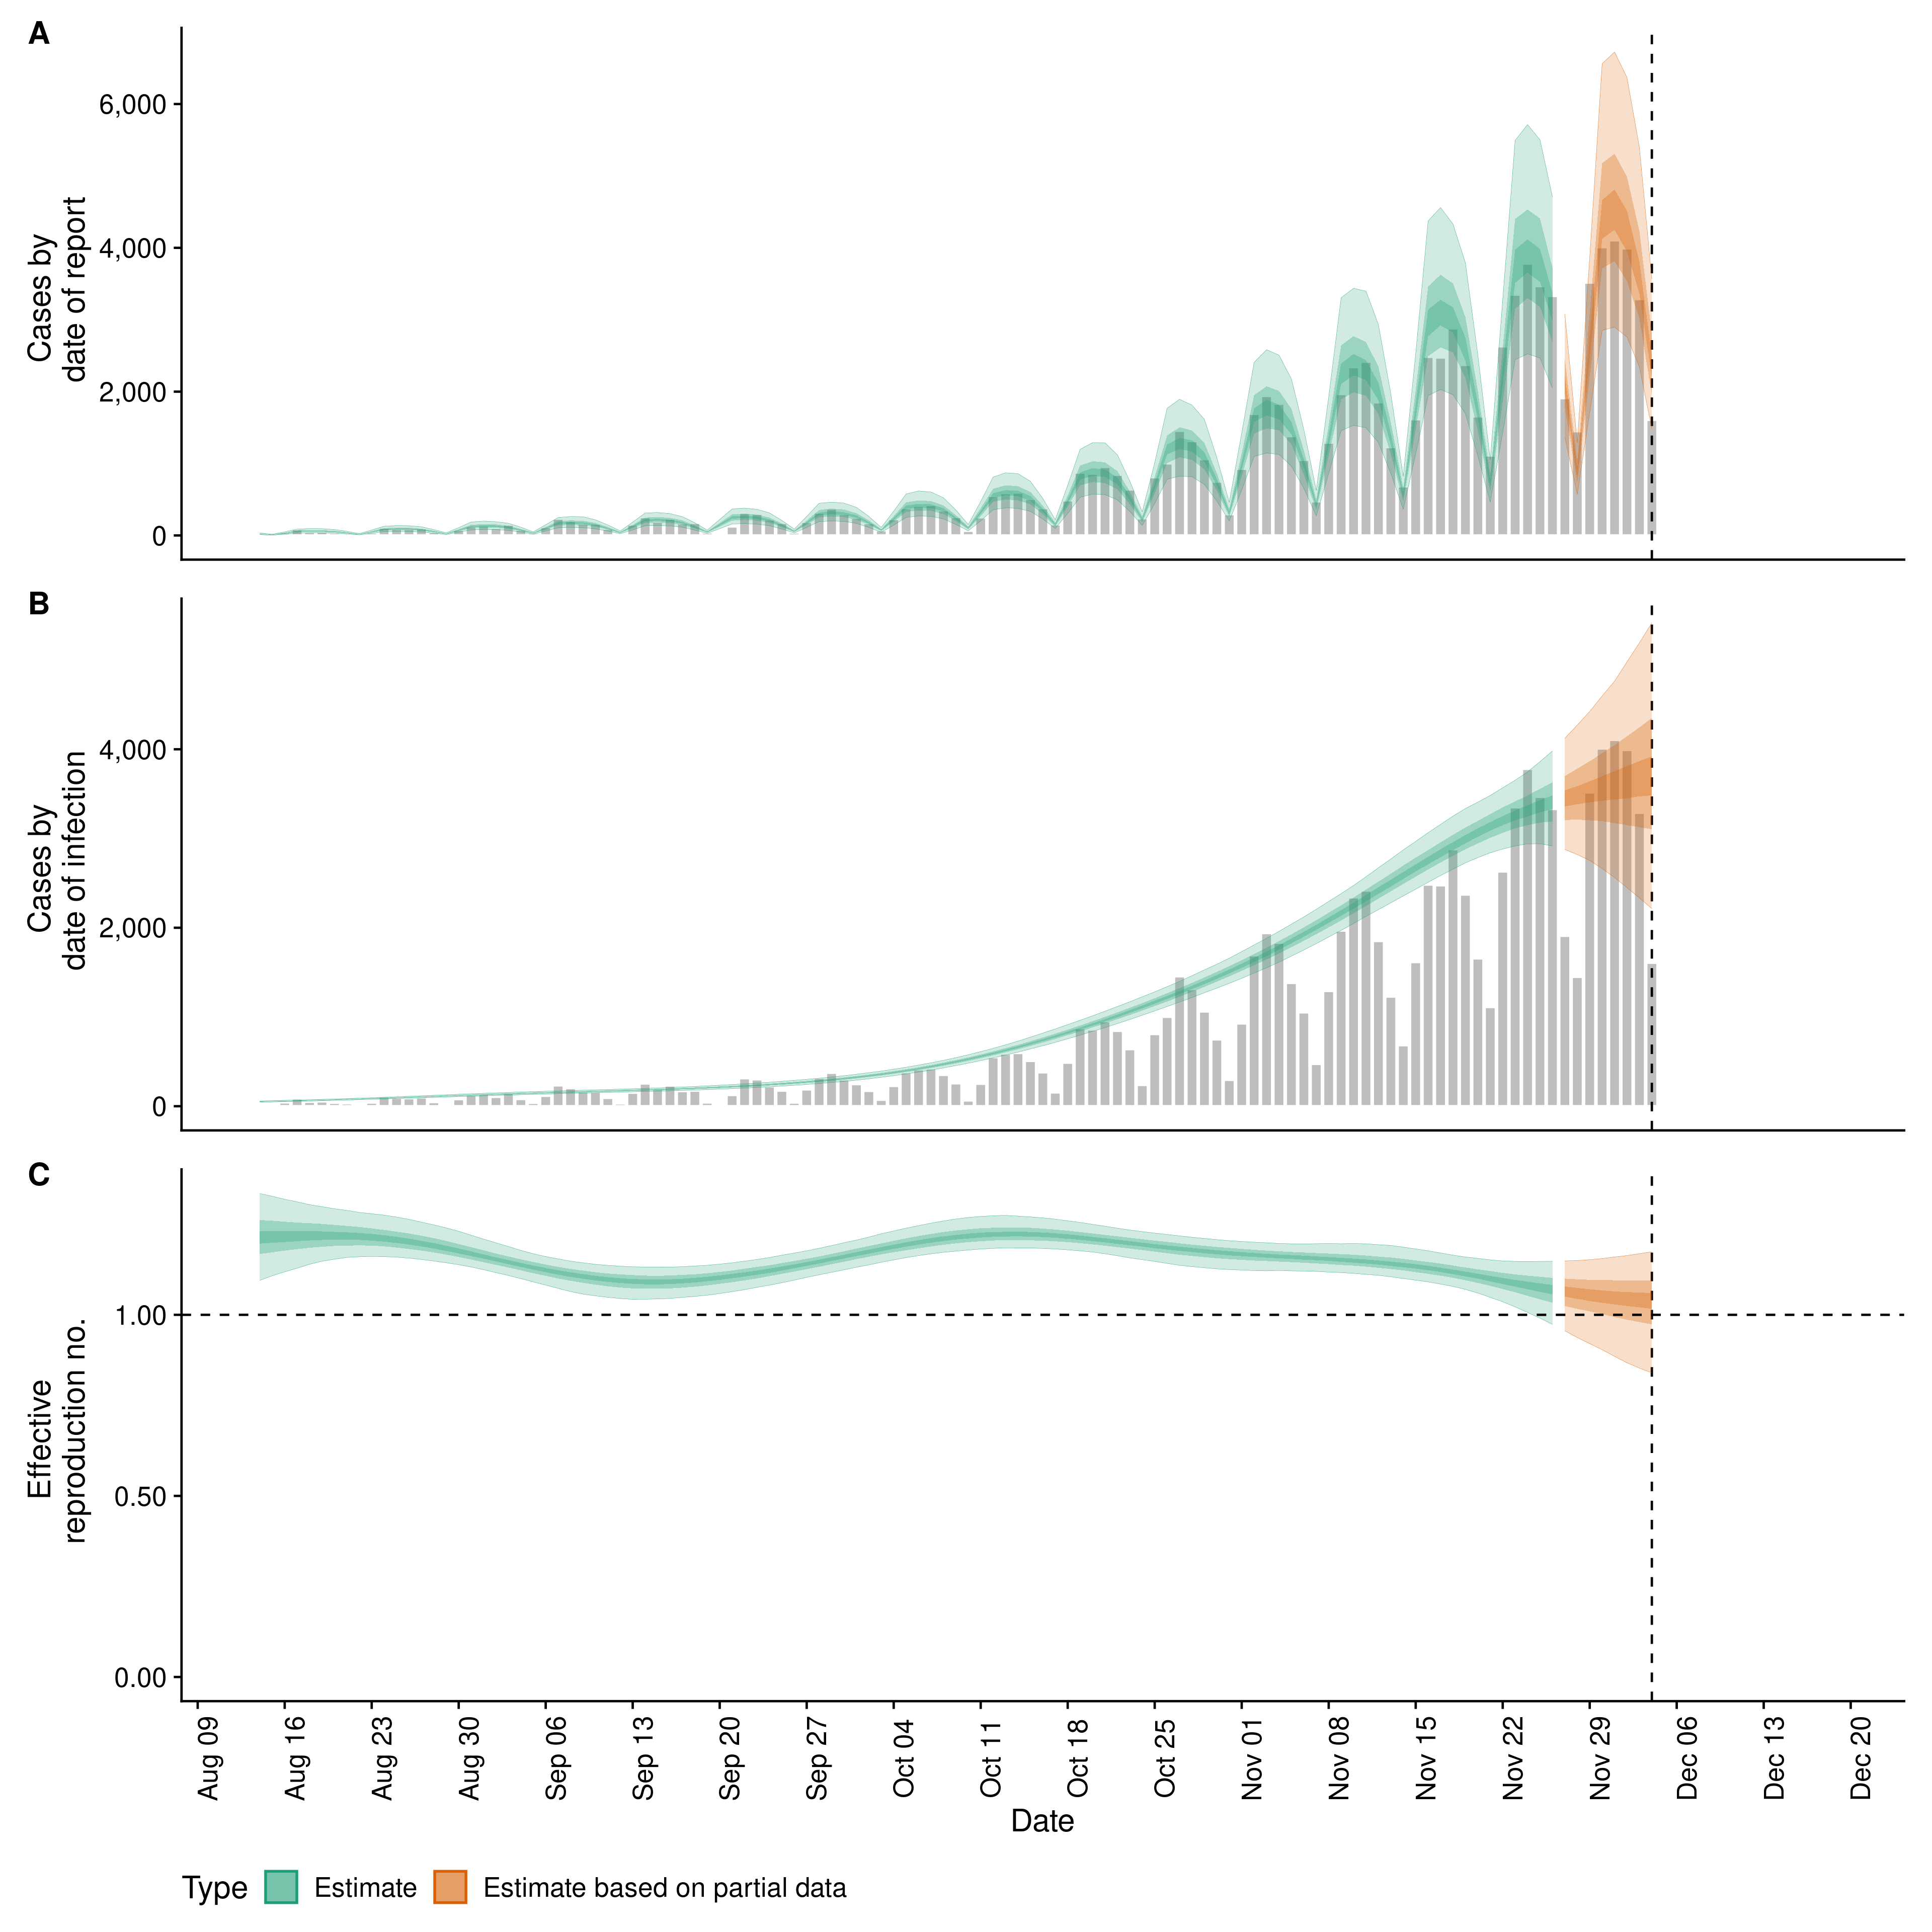 A
Cases by
date of report
6,000
4,000
2,000
0
B
Cases by
date of infection
4,000
2,000
0
C
Effective
reproduction no.
1.00
0.50
0.00
Aug 09
Aug 16
Aug 23
Aug 30
Sep 06
Sep 13
Sep 20
Sep 27
Oct 04
Oct 11
Oct 18
Oct 25
Nov 01
Nov 08
Nov 15
Nov 22
Nov 29
Dec 06
Dec 13
Dec 20
Date
Type Estimate Estimate based on partial data